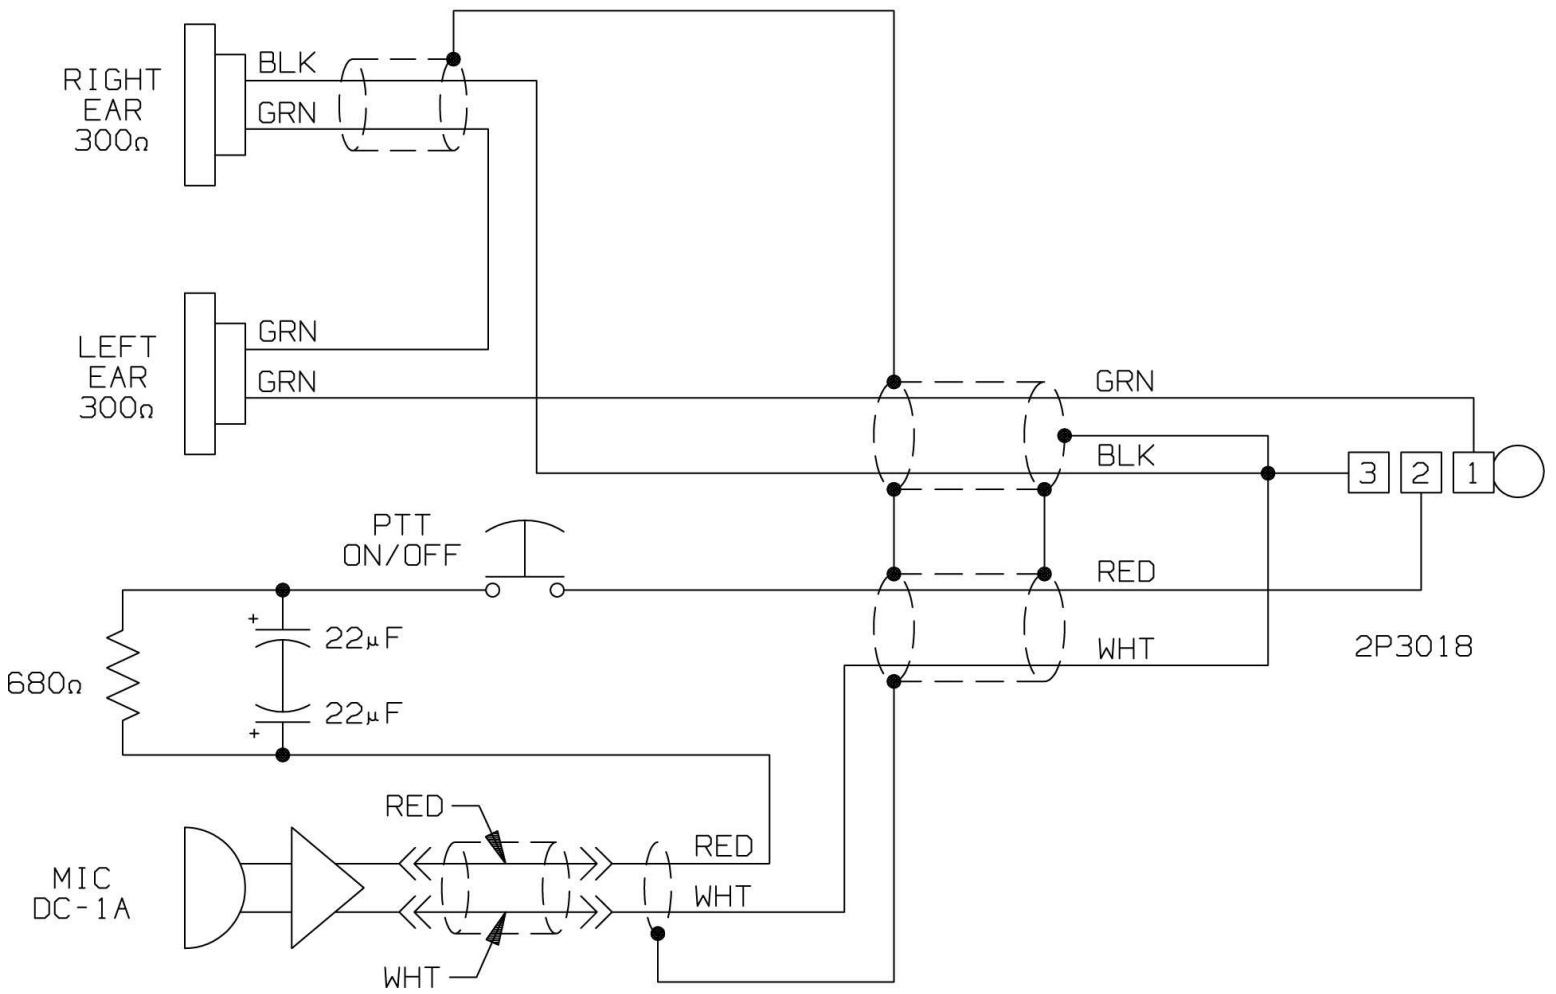 BLK
RIGHT
EAR
300Ω
GRN
GRN
LEFT
EAR
300Ω
GRN
GRN
BLK
3 2 1
PTT
ON/OFF
RED
+
22µF
WHT
2P3018
680Ω
22µF
+
RED
RED
MIC
DC-1A
WHT
WHT